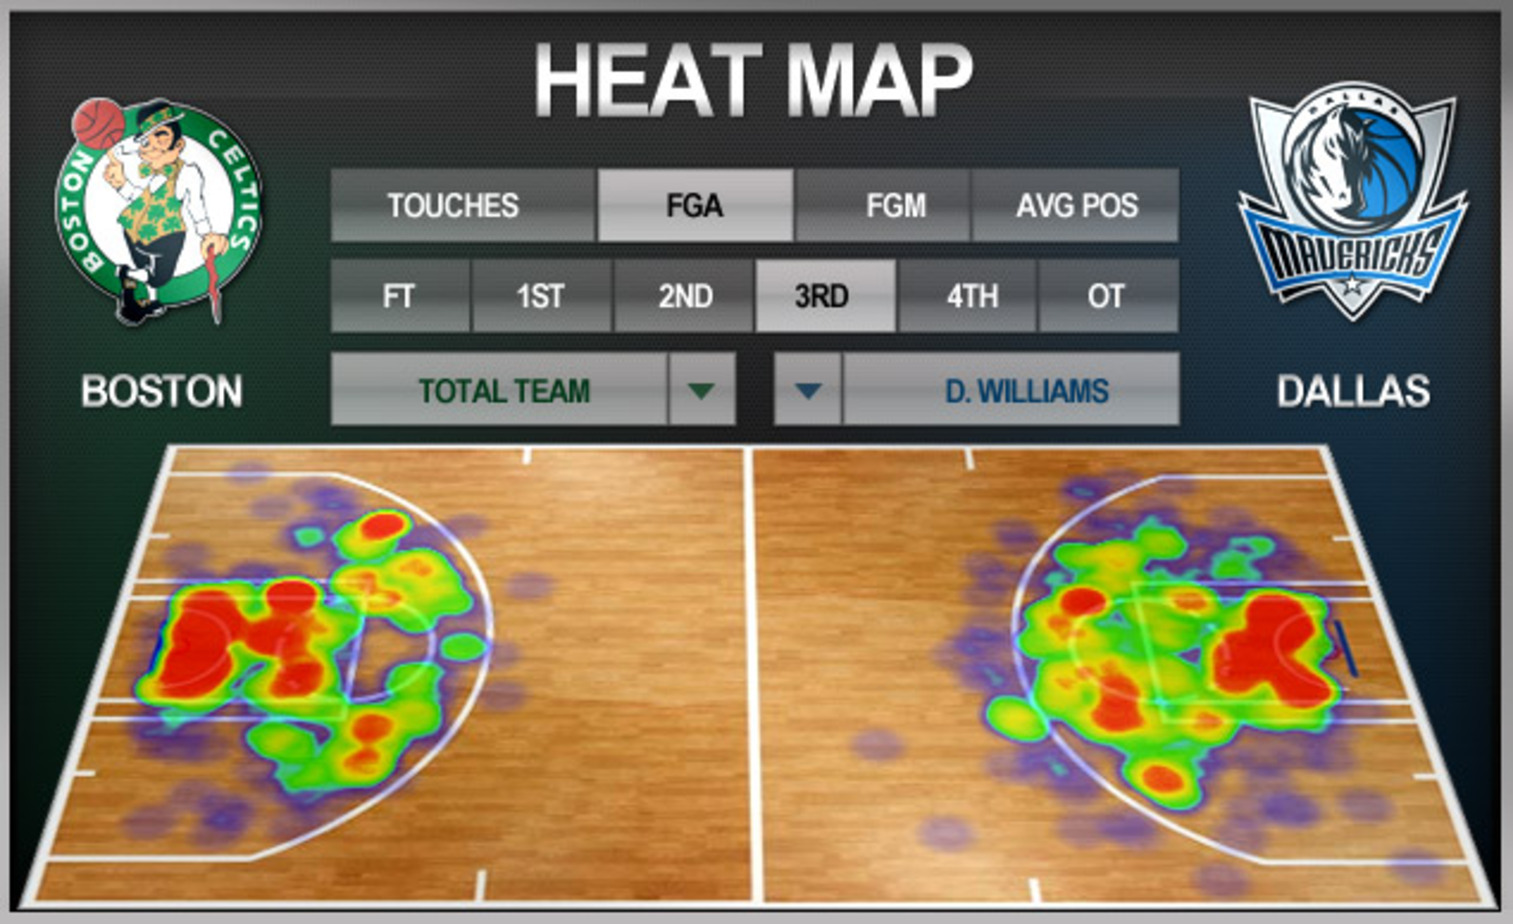 HEAT MAP
BOSTON CELTICS
DALLAS
MAVERICKS
TOUCHES FGA FGM AVG POS
FT 1ST 2ND 3RD 4TH OT
BOSTON TOTAL TEAM D. WILLIAMS DALLAS